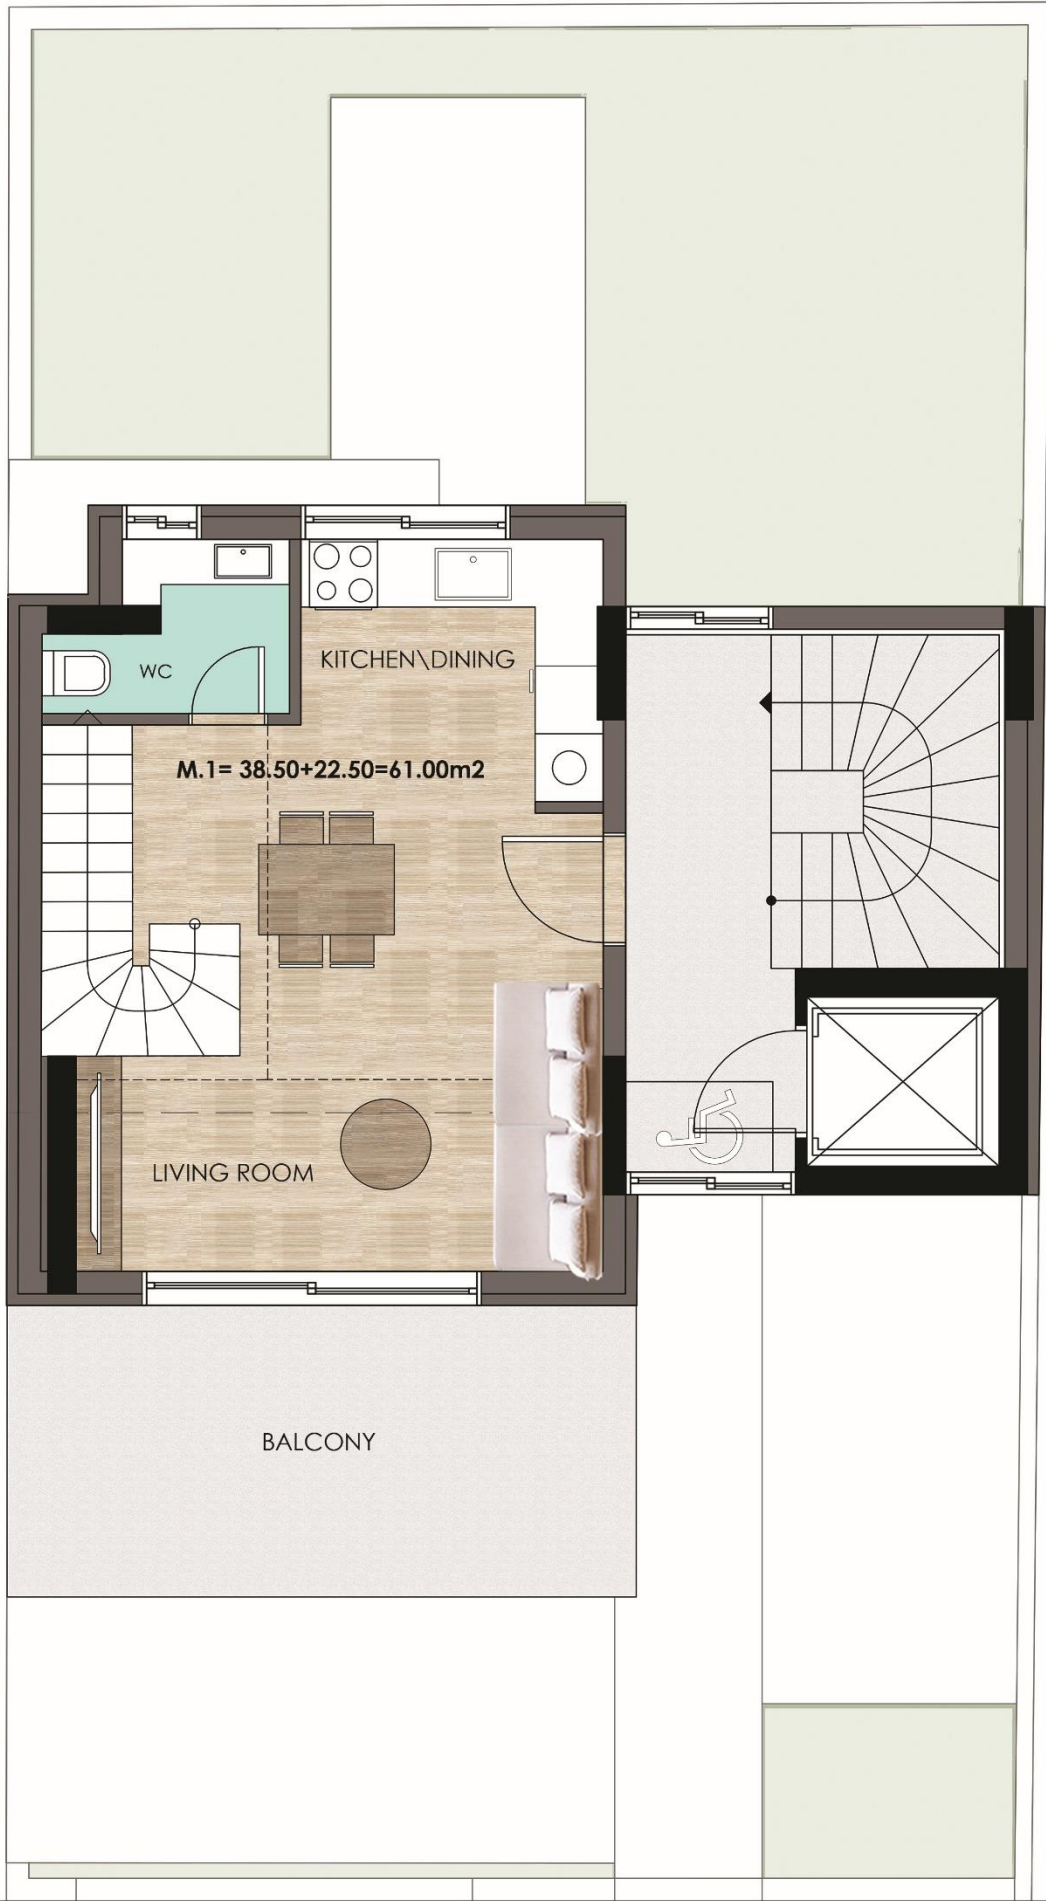 WC
KITCHEN\DINING
M.1= 38.50+22.50=61.00m2
LIVING ROOM
BALCONY